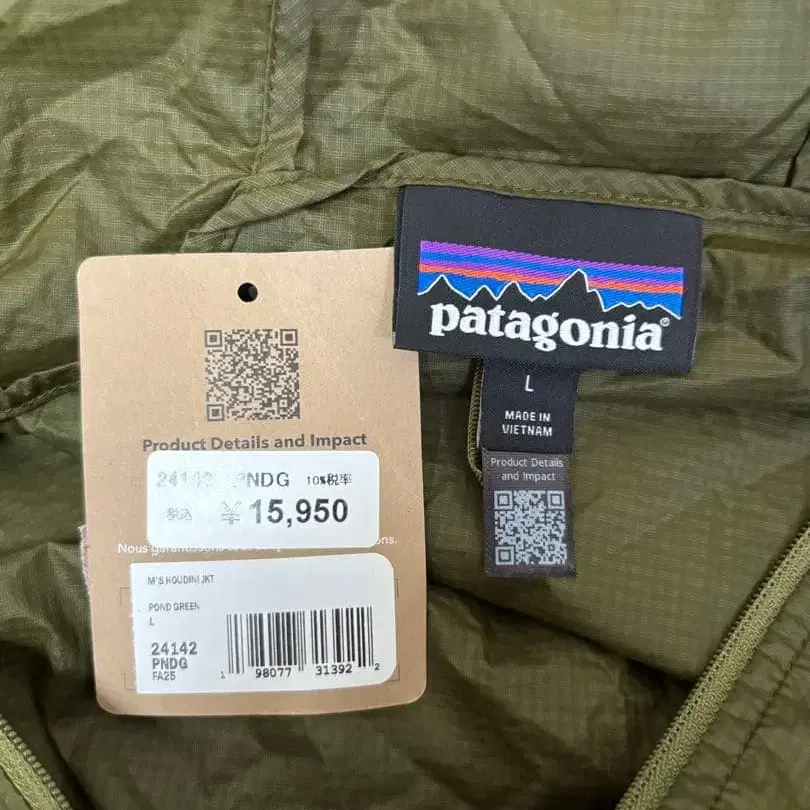 patagonia®
L
MADE IN
VIETNAM
Product Details
and Impact
Product Details and Impact
24142 PNDG 10%税率
税込 ¥15,950
Nous garantissons
M'S HOUDINI JKT
POND GREEN
L
24142
PNDG
FA25
1 98077 31392 2